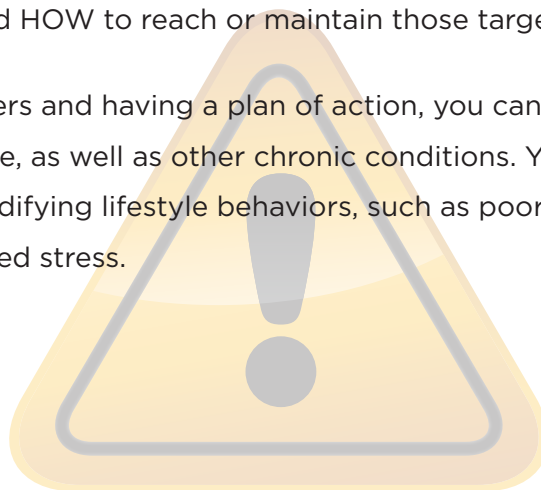 d HOW to reach or maintain those targe
ers and having a plan of action, you can
e, as well as other chronic conditions. Y
difying lifestyle behaviors, such as poor
ed stress.